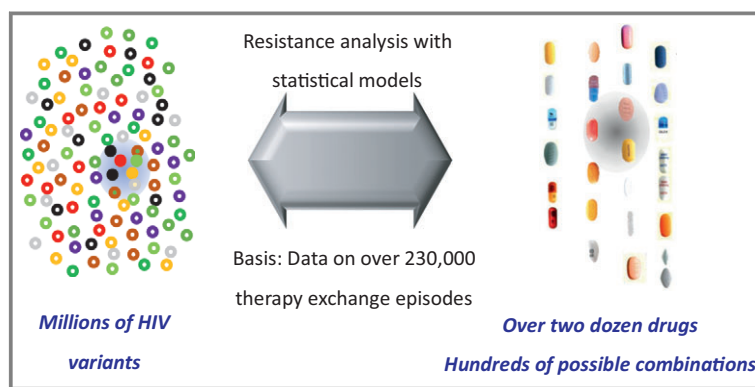 Resistance analysis with
statistical models
Basis: Data on over 230,000
therapy exchange episodes
Millions of HIV
variants
Over two dozen drugs
Hundreds of possible combinations